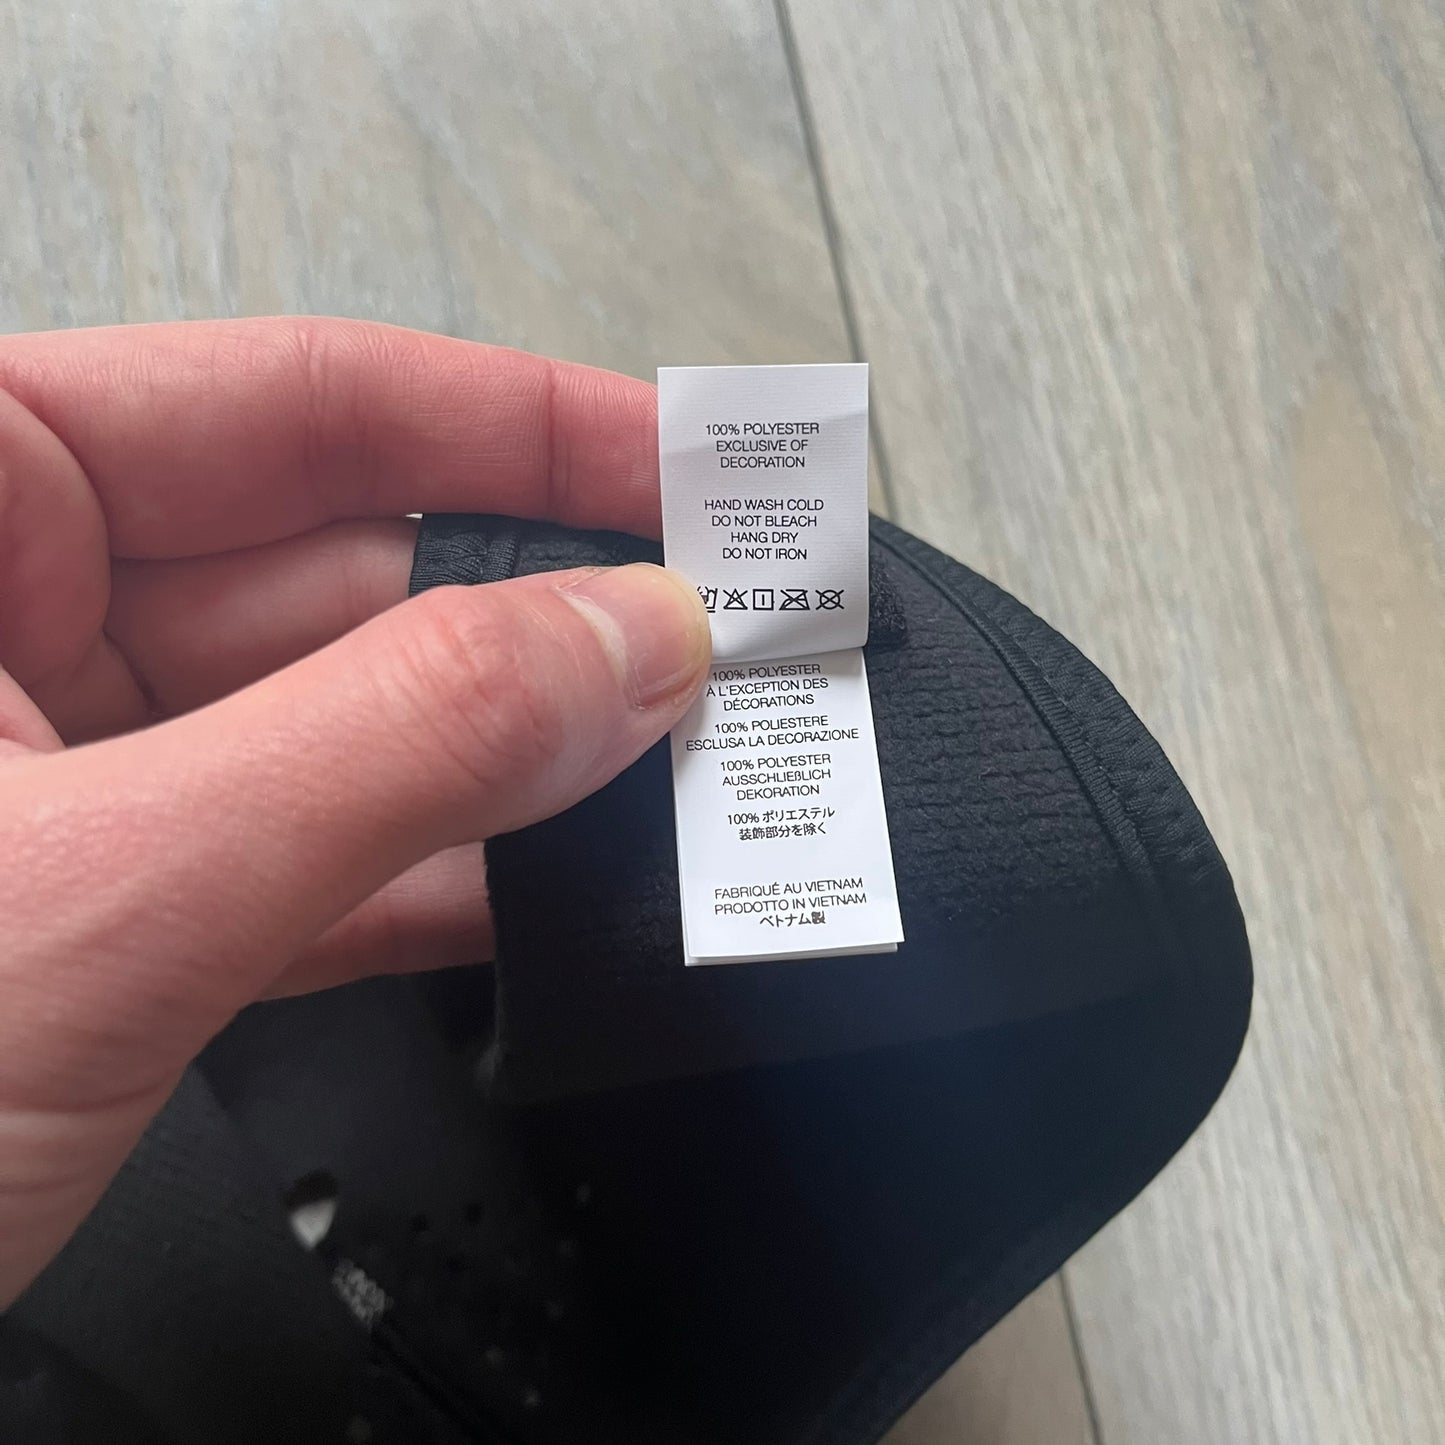 100% POLYESTER
EXCLUSIVE OF
DECORATION
HAND WASH COLD
DO NOT BLEACH
HANG DRY
DO NOT IRON
100% POLYESTER
À L'EXCEPTION DES
DÉCORATIONS
100% POLIESTERE
ESCLUSA LA DECORAZIONE
100% POLYESTER
AUSSCHLIEßLICH
DEKORATION
100% ポリエステル
装飾部分を除く
FABRIQUÉ AU VIETNAM
PRODOTTO IN VIETNAM
ベトナム製